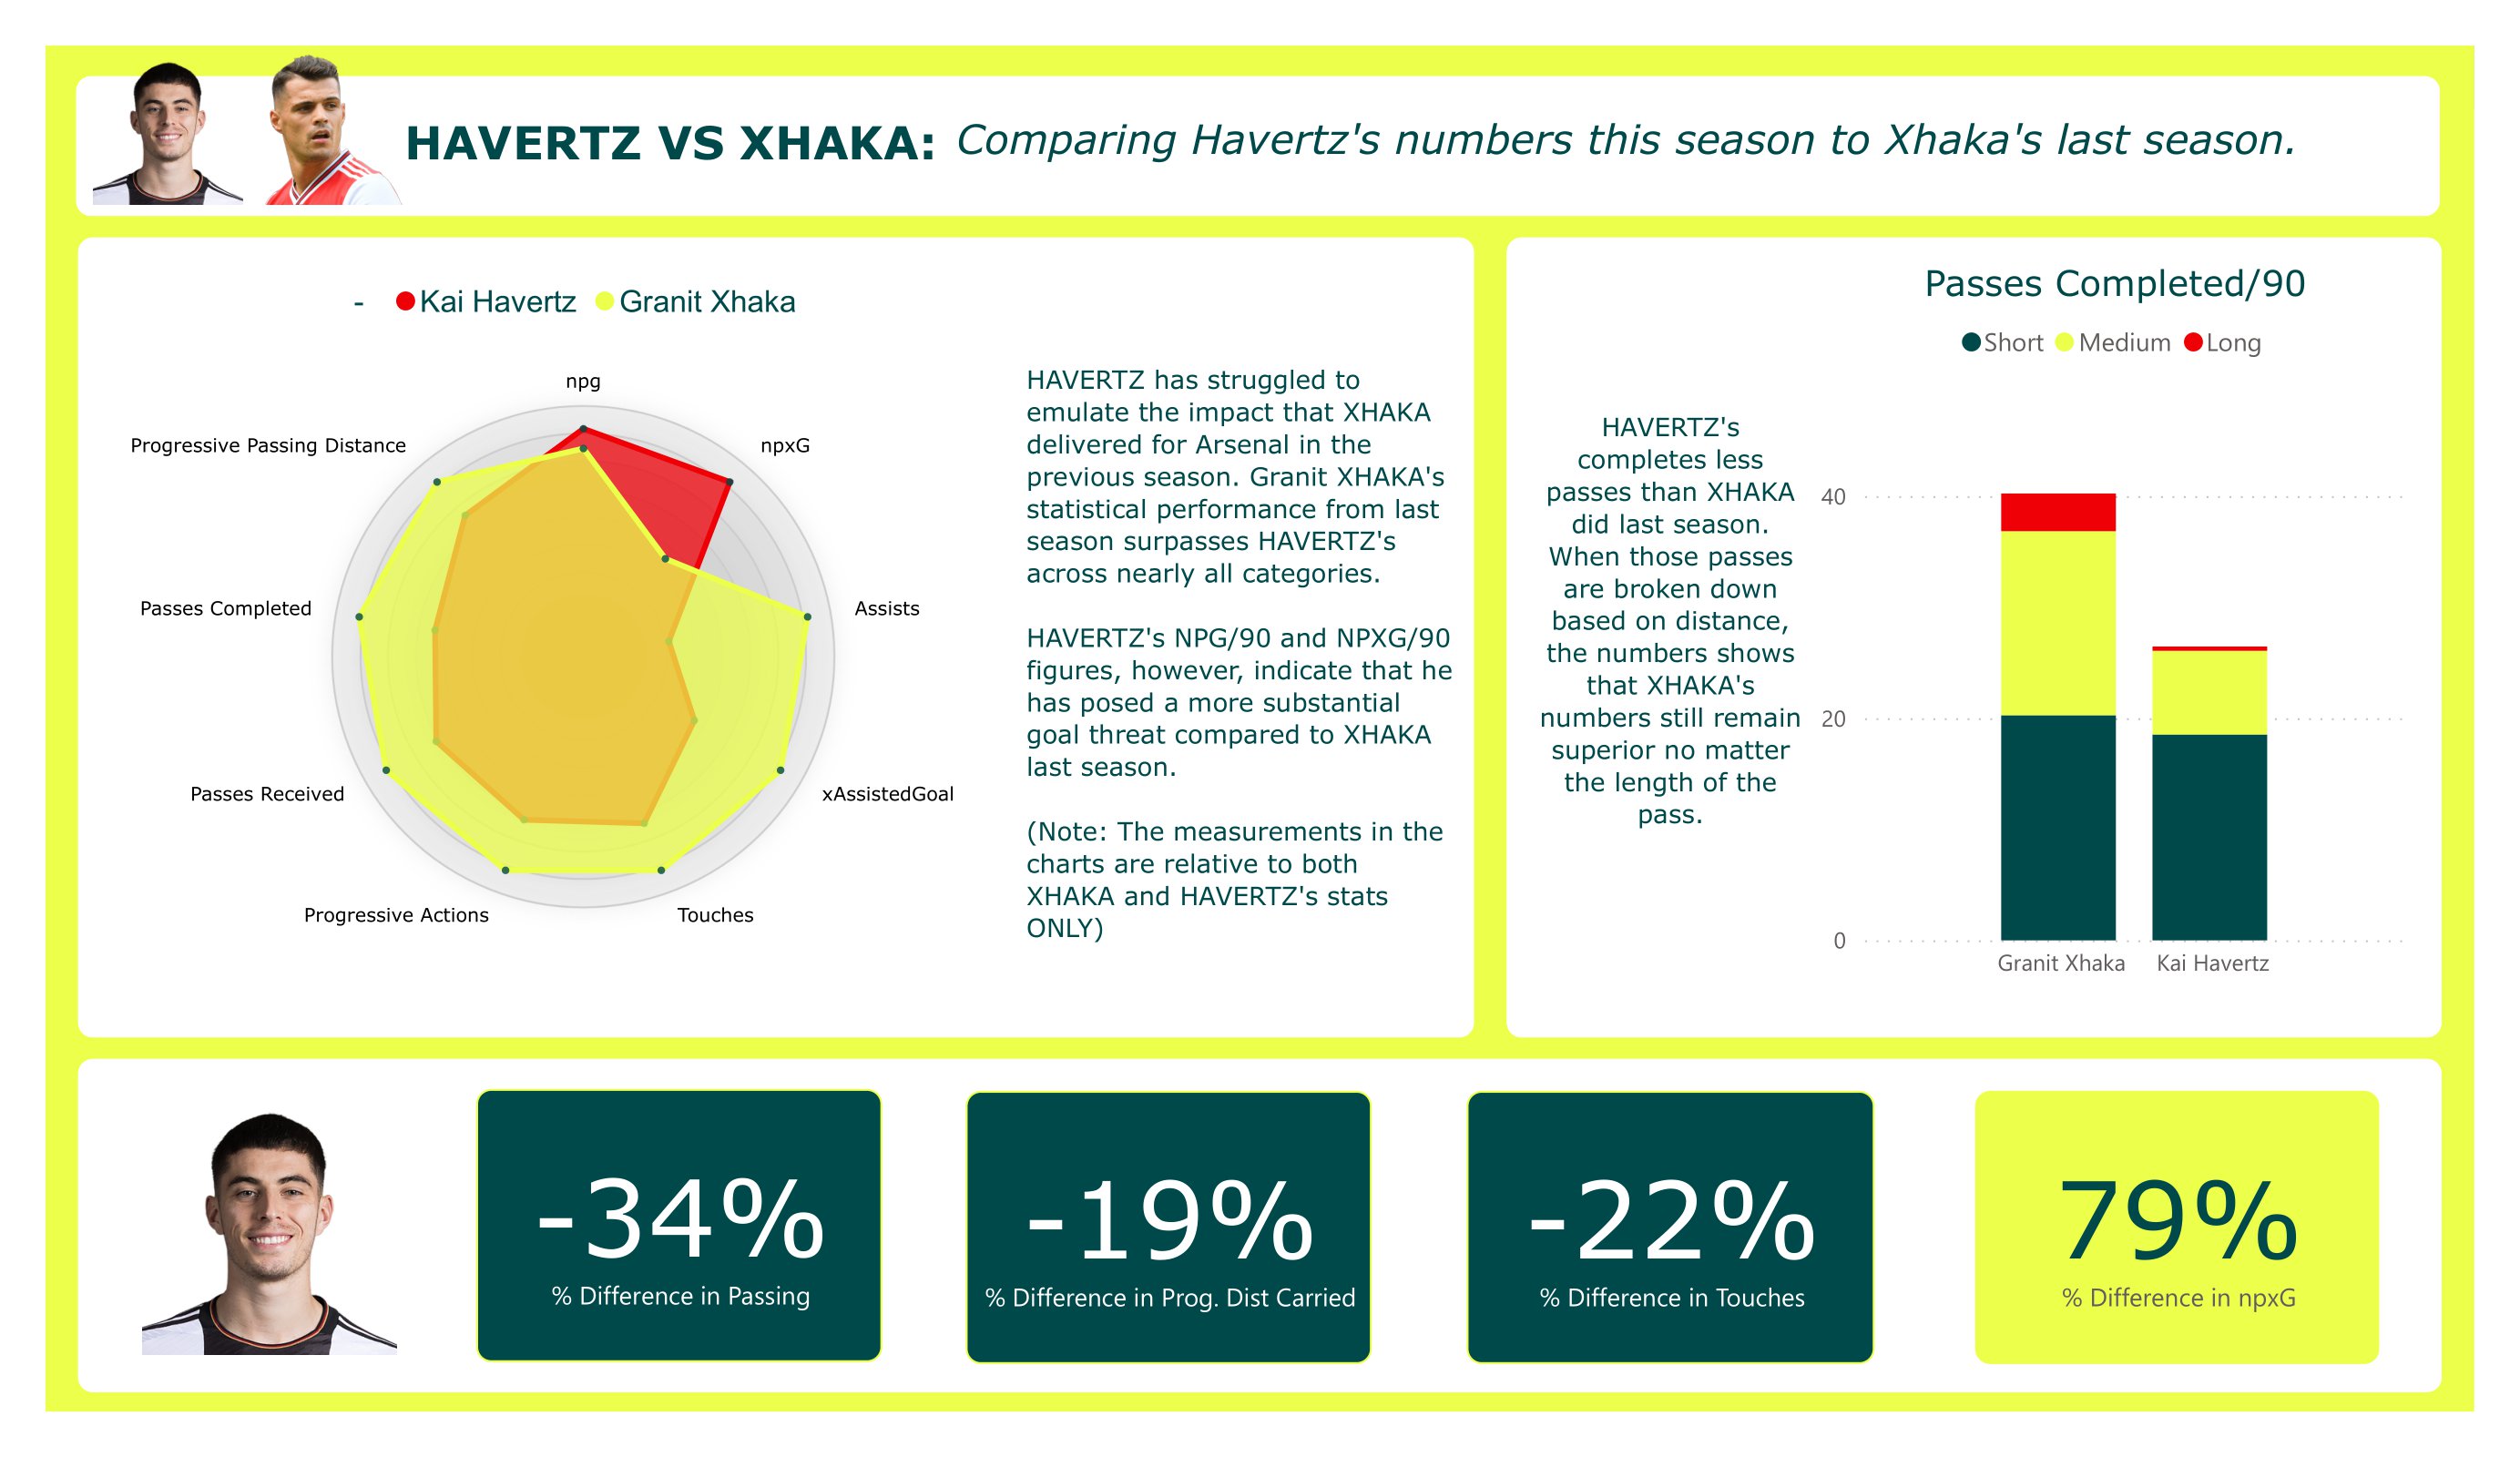 HAVERTZ VS XHAKA: Comparing Havertz's numbers this season to Xhaka's last season.
- Kai Havertz Granit Xhaka
npg
npxG
Assists
xAssistedGoal
Touches
Progressive Actions
Passes Received
Passes Completed
Progressive Passing Distance
HAVERTZ has struggled to
emulate the impact that XHAKA
delivered for Arsenal in the
previous season. Granit XHAKA's
statistical performance from last
season surpasses HAVERTZ's
across nearly all categories.
HAVERTZ's NPG/90 and NPXG/90
figures, however, indicate that he
has posed a more substantial
goal threat compared to XHAKA
last season.
(Note: The measurements in the
charts are relative to both
XHAKA and HAVERTZ's stats
ONLY)
HAVERTZ's
completes less
passes than XHAKA
did last season.
When those passes
are broken down
based on distance,
the numbers shows
that XHAKA's
numbers still remain
superior no matter
the length of the
pass.
Passes Completed/90
Short Medium Long
40
20
0
Granit Xhaka Kai Havertz
-34%
% Difference in Passing
-19%
% Difference in Prog. Dist Carried
-22%
% Difference in Touches
79%
% Difference in npxG